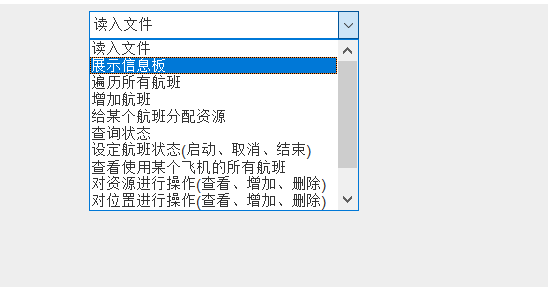 读入文件
读入文件
展示信息板
遍历所有航班
增加航班
给某个航班分配资源
查询状态
设定航班状态(启动、取消、结束)
查看使用某个飞机的所有航班
对资源进行操作(查看、增加、删除)
对位置进行操作(查看、增加、删除)